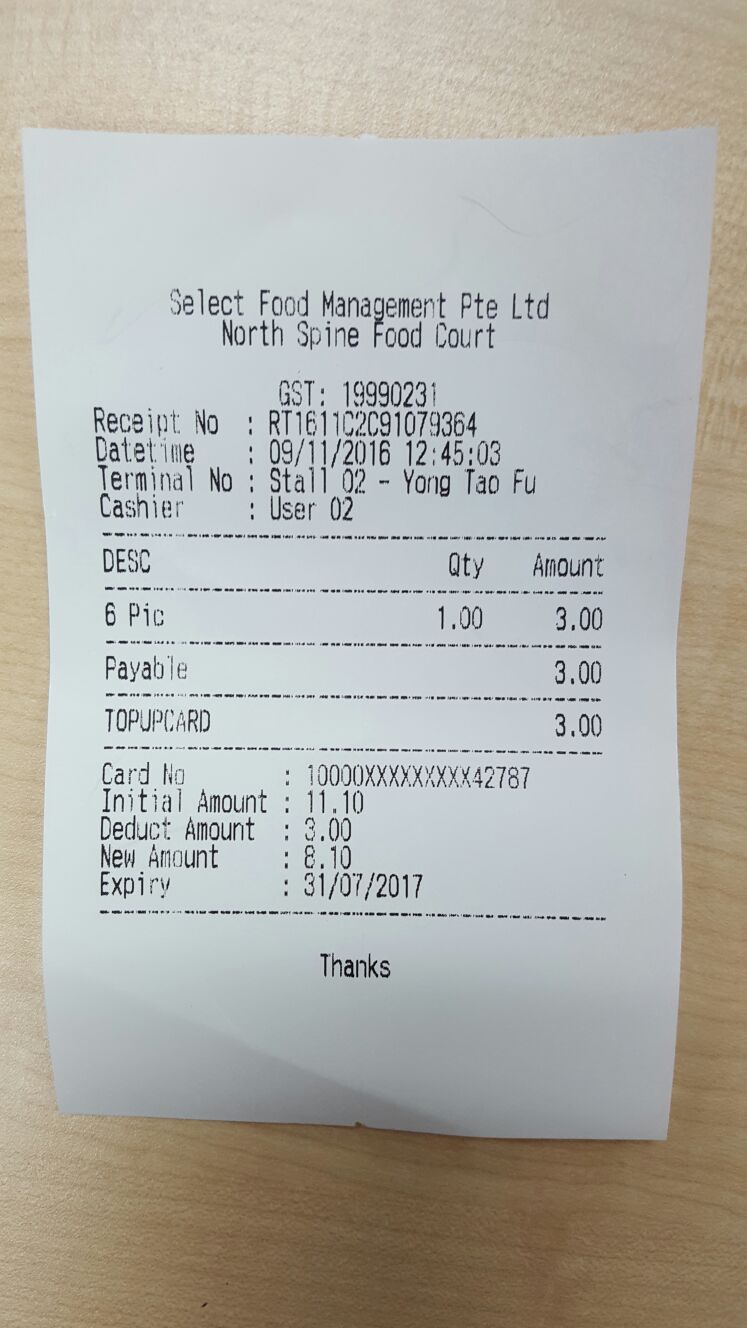 Select Food Management Pte Ltd
North Spine Food Court
GST: 19990231
Receipt No : RT1611C2C91079364
Datetime : 09/11/2016 12:45:03
Terminal No : Stall 02 - Yong Tao Fu
Cashier : User 02
DESC Qty Amount
6 Pic 1.00 3.00
Payable 3.00
TOPUPCARD 3.00
Card No : 10000XXXXXXXXX42787
Initial Amount : 11.10
Deduct Amount : 3.00
New Amount : 8.10
Expiry : 31/07/2017
Thanks